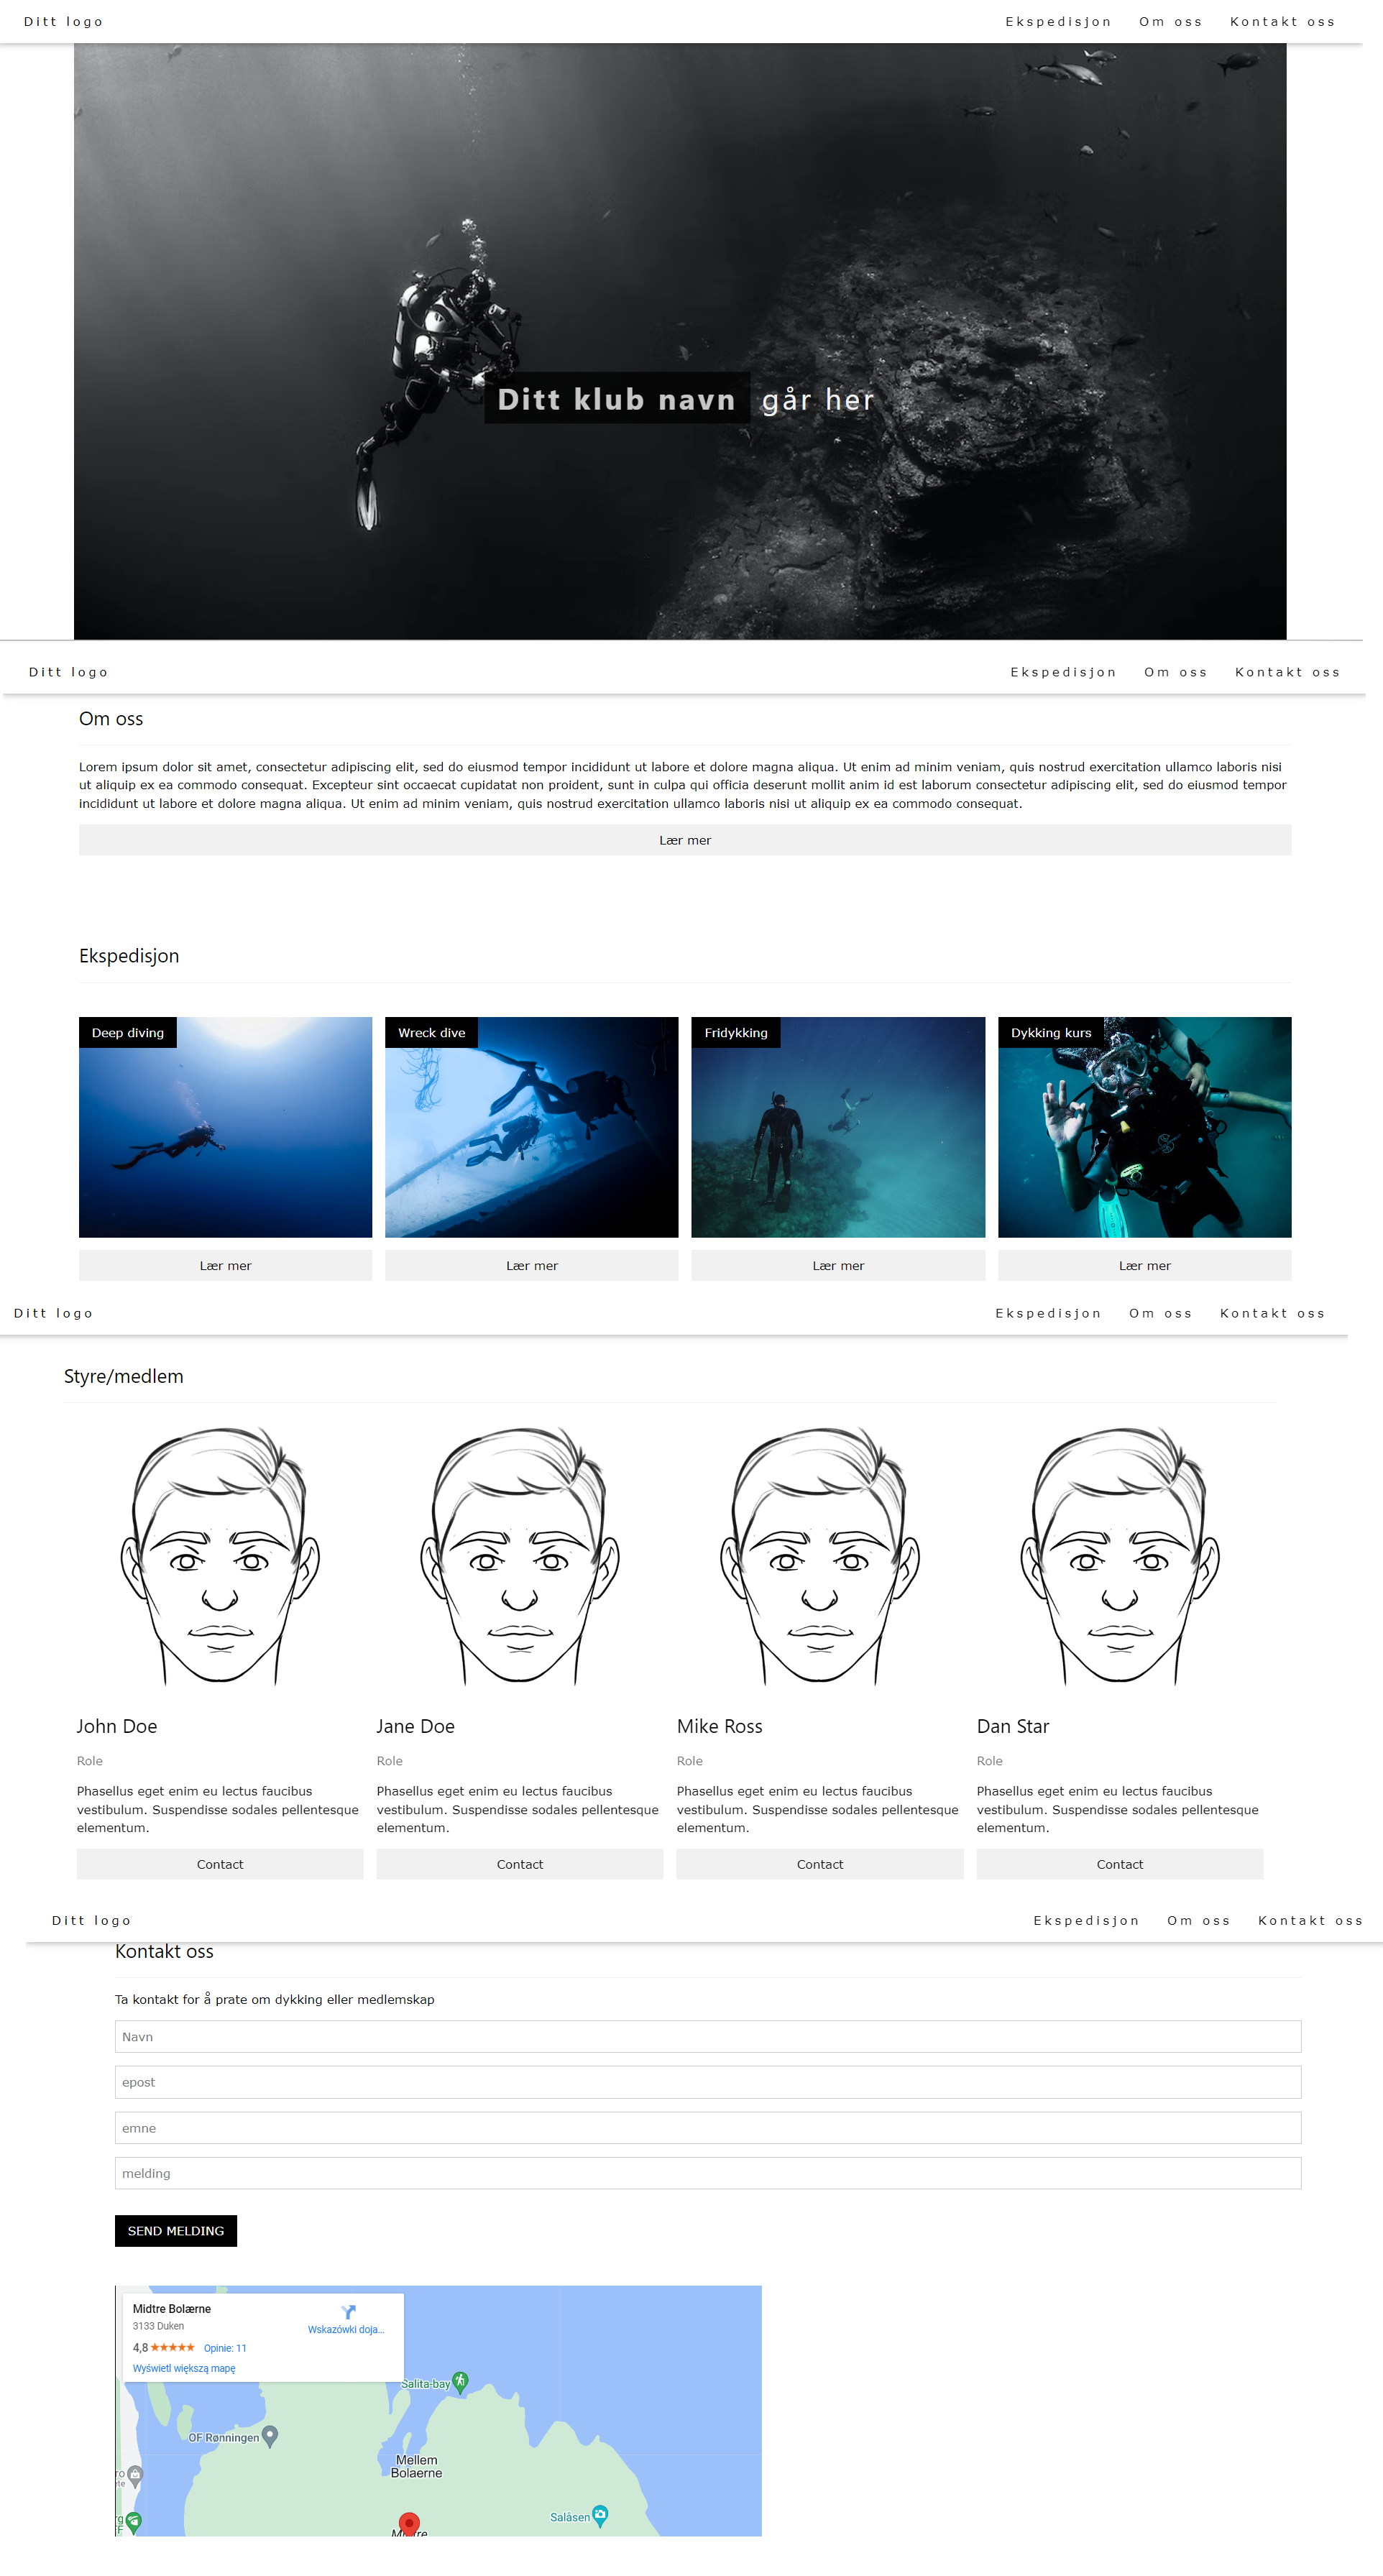 Ditt logo
Ekspedisjon Om oss Kontakt oss
Ditt klub navn går her
Ditt logo
Ekspedisjon Om oss Kontakt oss
Om oss
Lorem ipsum dolor sit amet, consectetur adipiscing elit, sed do eiusmod tempor incididunt ut labore et dolore magna aliqua. Ut enim ad minim veniam, quis nostrud exercitation ullamco laboris nisi
ut aliquip ex ea commodo consequat. Excepteur sint occaecat cupidatat non proident, sunt in culpa qui officia deserunt mollit anim id est laborum consectetur adipiscing elit, sed do eiusmod tempor
incididunt ut labore et dolore magna aliqua. Ut enim ad minim veniam, quis nostrud exercitation ullamco laboris nisi ut aliquip ex ea commodo consequat.
Lær mer
Ekspedisjon
Deep diving
Wreck dive
Fridykking
Dykking kurs
Lær mer
Lær mer
Lær mer
Lær mer
Ditt logo
Ekspedisjon Om oss Kontakt oss
Styre/medlem
John Doe
Role
Phasellus eget enim eu lectus faucibus
vestibulum. Suspendisse sodales pellentesque
elementum.
Contact
Jane Doe
Role
Phasellus eget enim eu lectus faucibus
vestibulum. Suspendisse sodales pellentesque
elementum.
Contact
Mike Ross
Role
Phasellus eget enim eu lectus faucibus
vestibulum. Suspendisse sodales pellentesque
elementum.
Contact
Dan Star
Role
Phasellus eget enim eu lectus faucibus
vestibulum. Suspendisse sodales pellentesque
elementum.
Contact
Ditt logo
Ekspedisjon Om oss Kontakt oss
Kontakt oss
Ta kontakt for å prate om dykking eller medlemskap
Navn
epost
emne
melding
SEND MELDING
Midtre Bolærne
3133 Duken
Wskazówki doja...
4,8 ★★★★★ Opinie: 11
Wyświetl większą mapę
Salita-bay
OF Rønningen
Mellem
Bolaerne
Salåsen